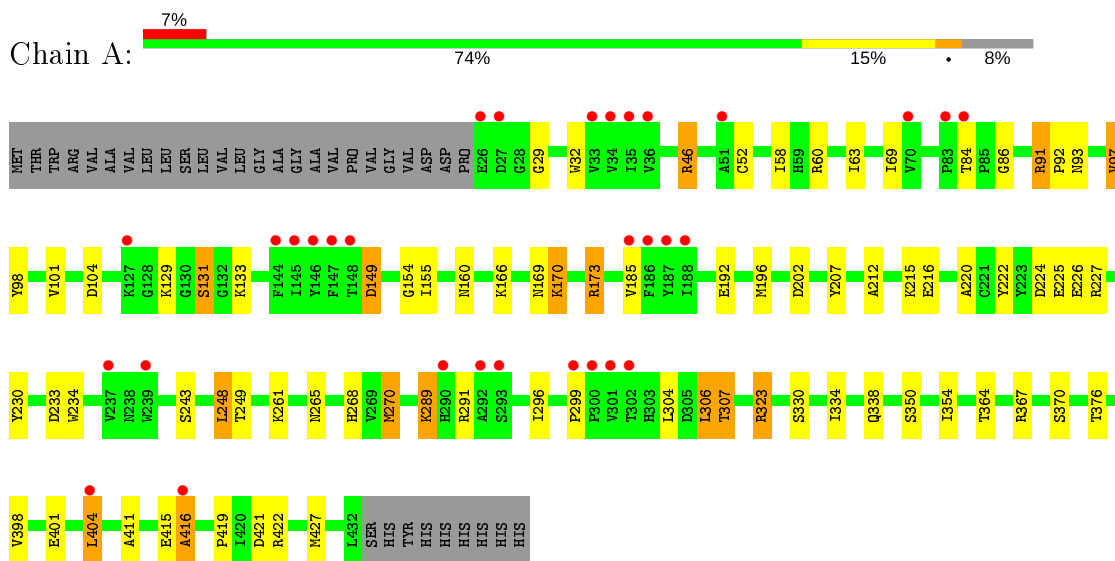 7%
Chain A:
74% 15% • 8%
MET THR TRP ARG VAL ALA VAL LEU LEU SER LEU VAL LEU GLY ALA GLY ALA VAL PRO VAL GLY VAL ASP ASP PRO E26 D27 G28 G29 W32 V33 V34 I35 V36 R46 A51 C52 I58 H59 R60 I63 I69 V70 P83 T84 P85 G86 R91 P92 N93 V97
Y98 V101 D104 K127 G128 K129 G130 S131 G132 K133 F144 I145 Y146 F147 T148 D149 G154 I155 N160 K166 N169 K170 R173 V185 F186 Y187 I188 E192 M196 D202 Y207 A212 K215 E216 A220 C221 Y222 Y223 D224 E225 E226 R227
Y230 D233 W234 V237 N238 W239 S243 L248 T249 K261 N265 H268 V269 M270 K289 H290 R291 A292 S293 I296 P299 P300 V301 T302 H303 L304 D305 L306 T307 R323 S330 I334 Q338 S350 I354 T364 R367 S370 T376
V398 E401 L404 A411 E415 A416 P419 I420 D421 R422 M427 L432 SER HIS TYR HIS HIS HIS HIS HIS HIS